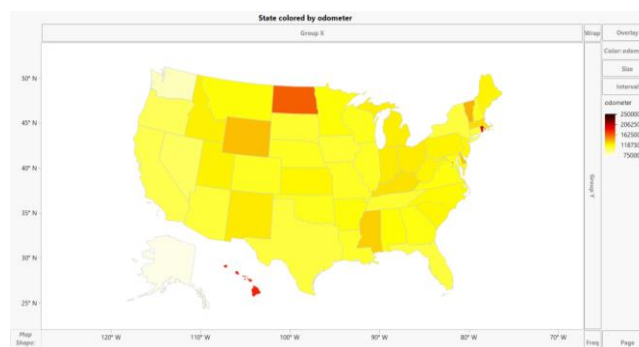 State colored by odometer
Group X
Wrap
Overlay
Color: odom
Size
Interval
odometer
250000
206250
162500
118750
75000
50° N
45° N
40° N
35° N
30° N
25° N
Group Y
Map
Shape:
120° W
110° W
100° W
90° W
80° W
70° W
Freq
Page